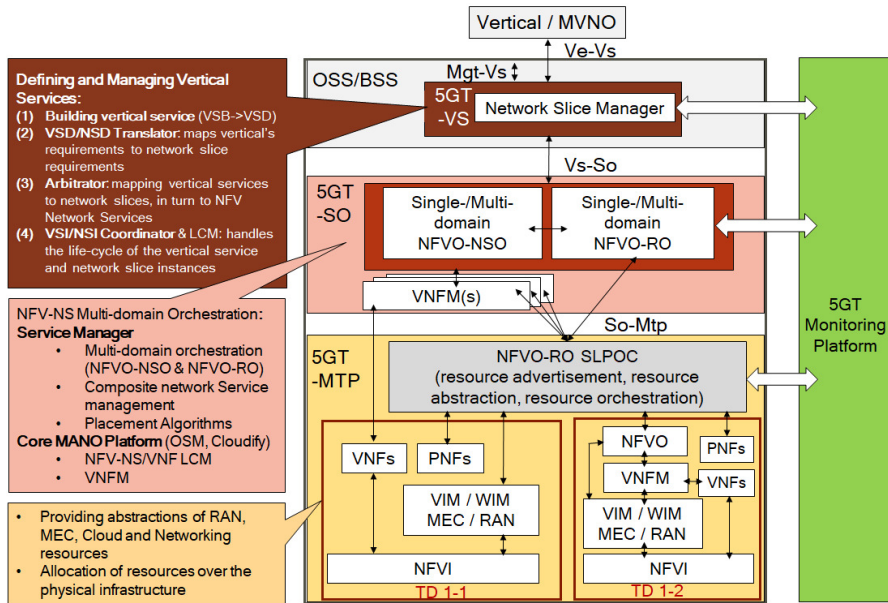 Vertical / MVNO
Ve-Vs
OSS/BSS
Mgt-Vs
5GT
-VS
Network Slice Manager
Defining and Managing Vertical
Services:
(1) Building vertical service (VSB->VSD)
(2) VSD/NSD Translator: maps vertical's
requirements to network slice
requirements
(3) Arbitrator: mapping vertical services
to network slices, in turn to NFV
Network Services
(4) VSI/NSI Coordinator & LCM: handles
the life-cycle of the vertical service
and network slice instances
Vs-So
5GT
-SO
Single-/Multi-
domain
NFVO-NSO
Single-/Multi-
domain
NFVO-RO
VNFM(s)
So-Mtp
NFV-NS Multi-domain Orchestration:
Service Manager
• Multi-domain orchestration
(NFVO-NSO & NFVO-RO)
• Composite network Service
management
• Placement Algorithms
Core MANO Platform (OSM, Cloudify)
• NFV-NS/VNF LCM
• VNFM
5GT
-MTP
NFVO-RO SLPOC
(resource advertisement, resource
abstraction, resource orchestration)
VNFs
PNFs
VIM / WIM
MEC / RAN
NFVI
TD 1-1
NFVO
PNFs
VNFM
VNFs
VIM / WIM
MEC / RAN
NFVI
TD 1-2
• Providing abstractions of RAN,
MEC, Cloud and Networking
resources
• Allocation of resources over the
physical infrastructure
5GT
Monitoring
Platform